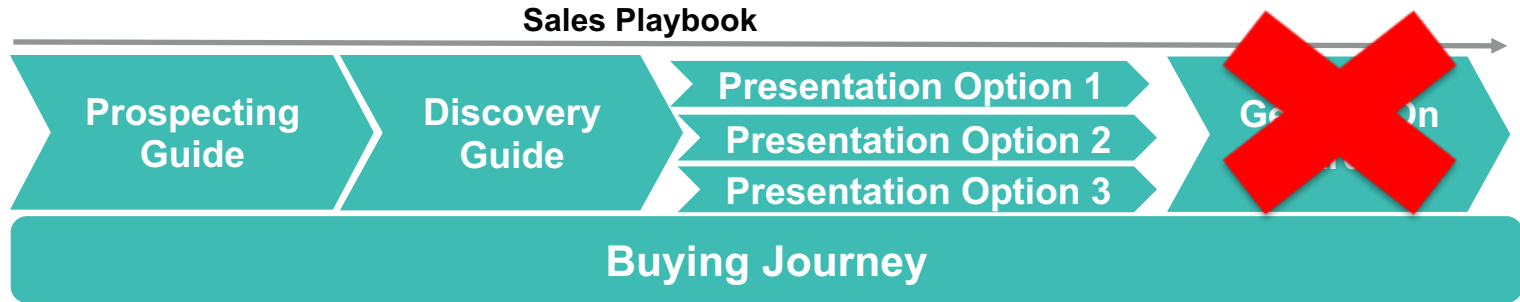 Sales Playbook
Prospecting
Guide
Discovery
Guide
Presentation Option 1
Presentation Option 2
Presentation Option 3
Buying Journey